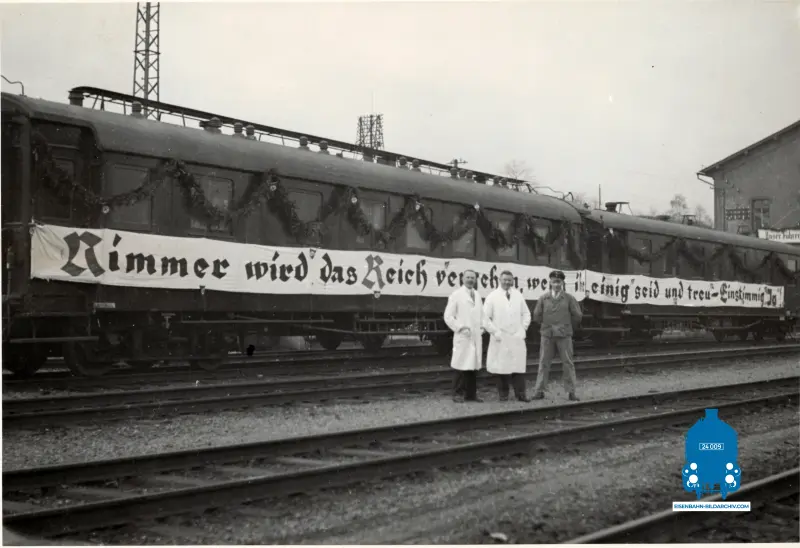 Nimmer wird das Reich
einig seid und treu – Einstimmig Ja
24 009
EISENBAHN-BILDARCHIV.COM